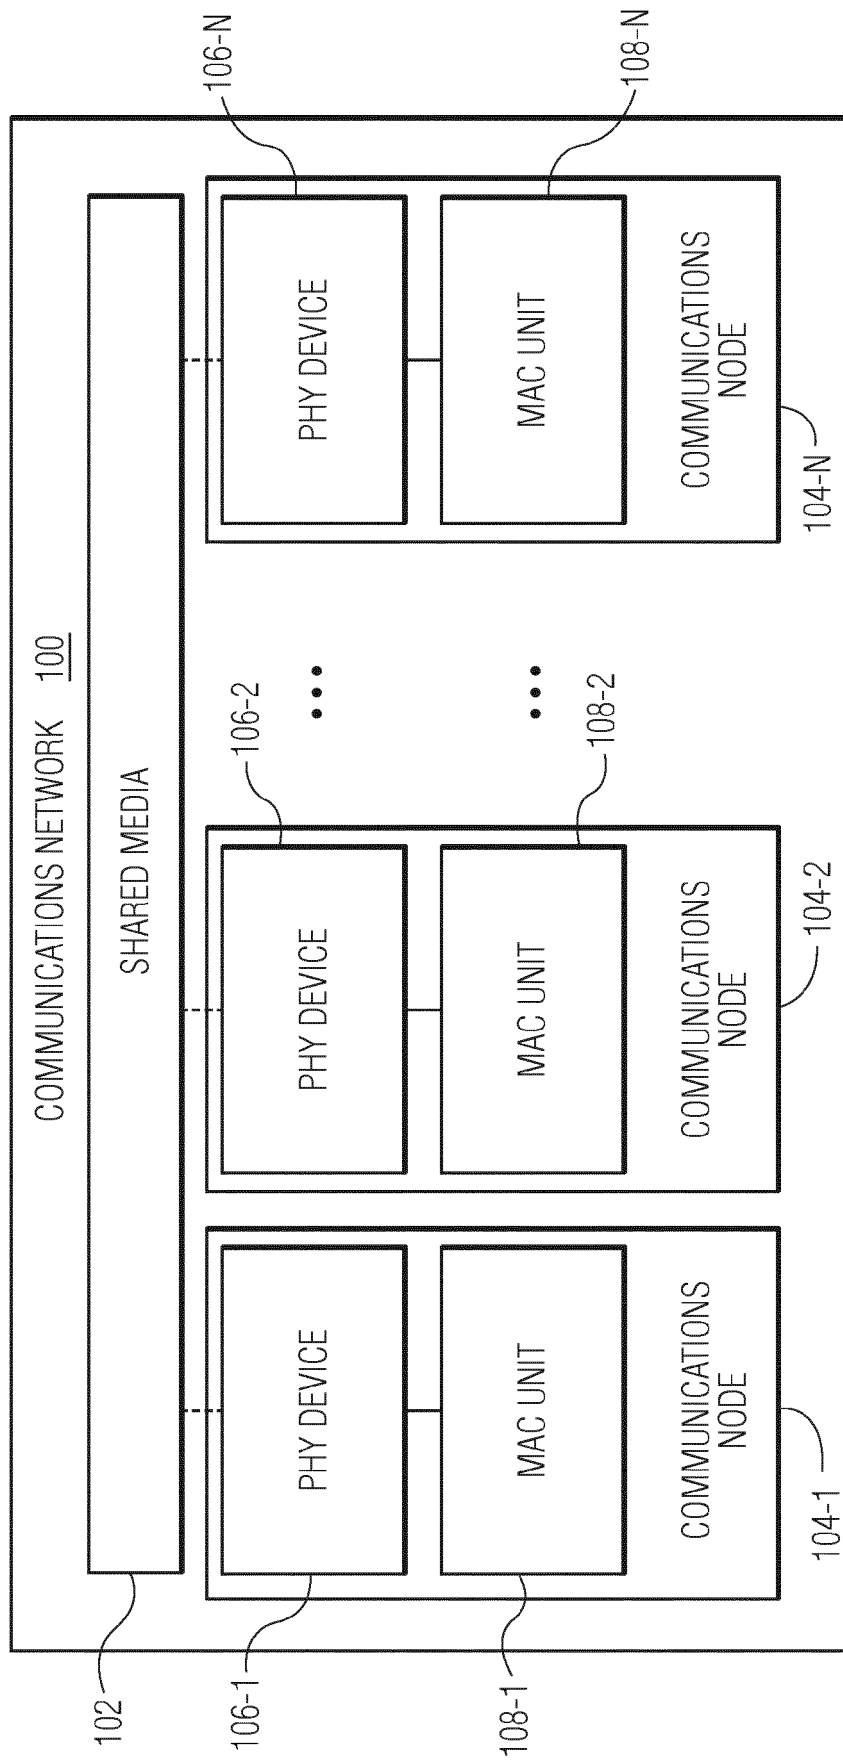 COMMUNICATIONS NETWORK 100
102
SHARED MEDIA
106-1
PHY DEVICE
106-2
PHY DEVICE
106-N
PHY DEVICE
108-1
MAC UNIT
108-2
MAC UNIT
108-N
MAC UNIT
COMMUNICATIONS
NODE
COMMUNICATIONS
NODE
COMMUNICATIONS
NODE
104-1
104-2
104-N